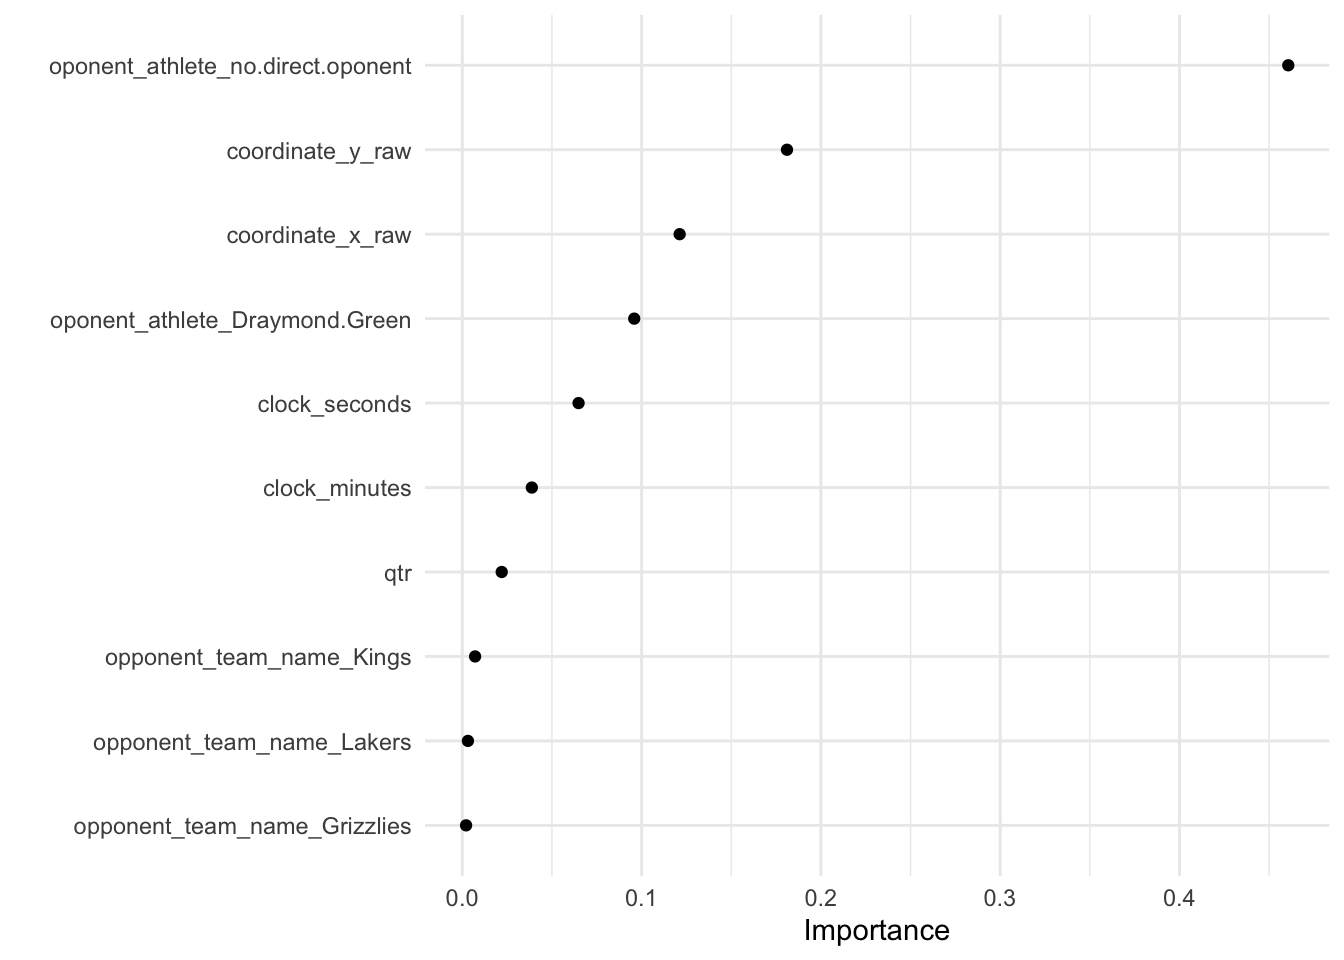 oponent_athlete_no.direct.oponent
coordinate_y_raw
coordinate_x_raw
oponent_athlete_Draymond.Green
clock_seconds
clock_minutes
qtr
opponent_team_name_Kings
opponent_team_name_Lakers
opponent_team_name_Grizzlies
0.0 0.1 0.2 0.3 0.4
Importance